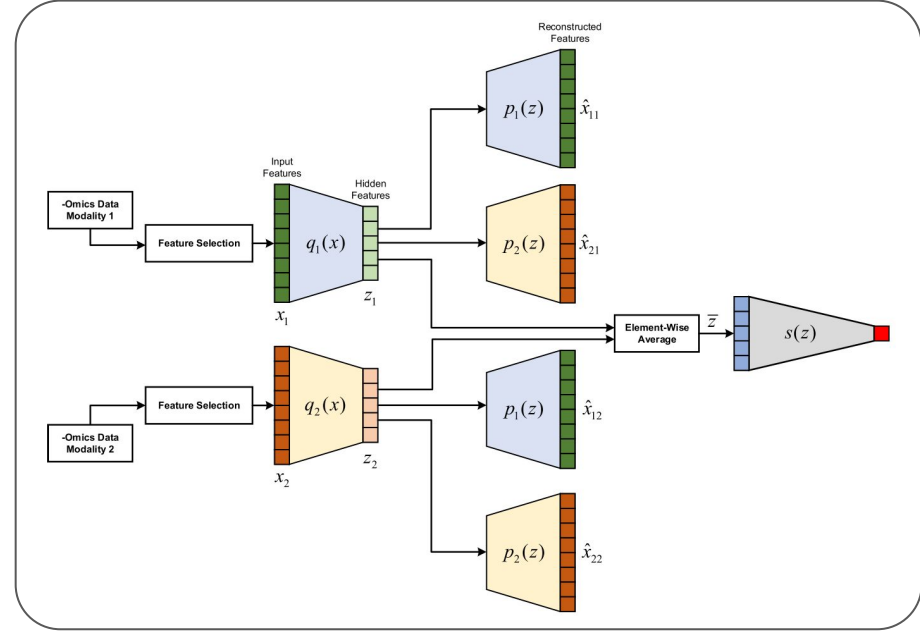 Reconstructed
Features
p₁(z)
x̂₁₁
Input
Features
Hidden
Features
-Omics Data
Modality 1
Feature Selection
q₁(x)
p₂(z)
x̂₂₁
z₁
x₁
Element-Wise
Average
z̅
s(z)
-Omics Data
Modality 2
Feature Selection
q₂(x)
p₁(z)
x̂₁₂
z₂
x₂
p₂(z)
x̂₂₂